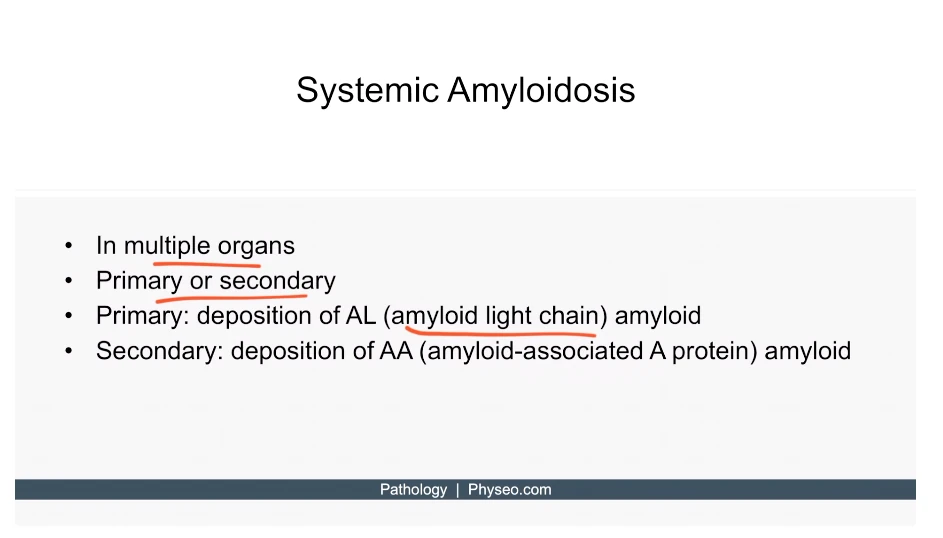 Systemic Amyloidosis
• In multiple organs
• Primary or secondary
• Primary: deposition of AL (amyloid light chain) amyloid
• Secondary: deposition of AA (amyloid-associated A protein) amyloid
Pathology | Physeo.com